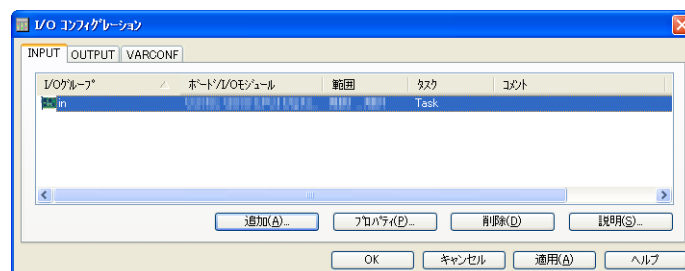 I/O コンフィグレーション
INPUT OUTPUT VARCONF
I/Oグループ ボード/I/Oモジュール 範囲 タスク コメント
in Task
追加(A)... プロパティ(P)... 削除(D) 説明(S)...
OK キャンセル 適用(A) ヘルプ